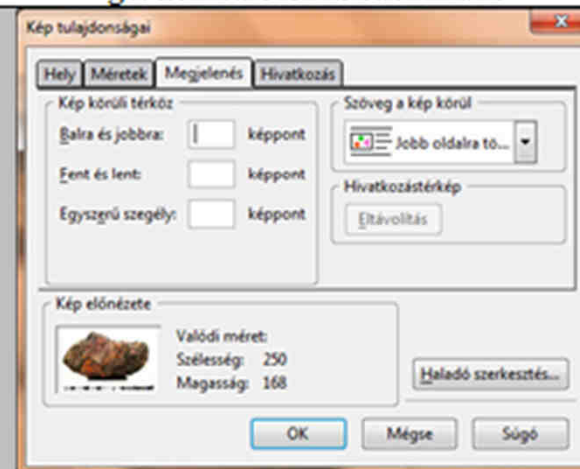 Kép tulajdonságai
Hely Méretek Megjelenés Hivatkozás
Kép körüli térköz
Balra és jobbra: képpont
Fent és lent: képpont
Egyszerű szegély: képpont
Szöveg a kép körül
Jobb oldalra tö...
Hivatkozástérkép
Eltávolítás
Kép előnézete
Valódi méret:
Szélesség: 250
Magasság: 168
Haladó szerkesztés...
OK Mégse Súgó